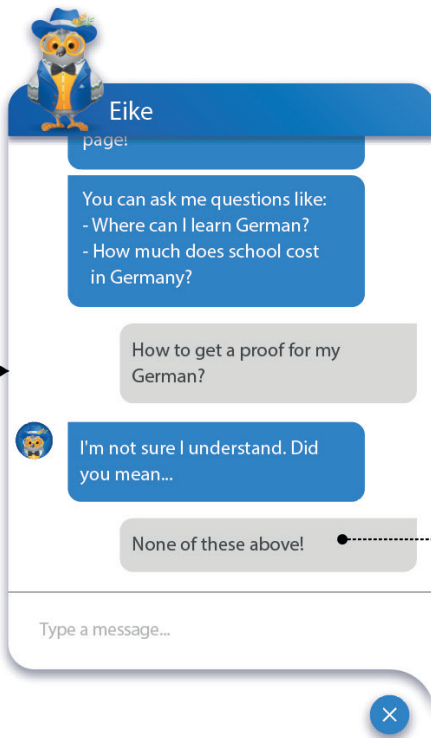 Eike
page!
You can ask me questions like:
- Where can I learn German?
- How much does school cost
in Germany?
How to get a proof for my
German?
I'm not sure I understand. Did
you mean...
None of these above!
Type a message...